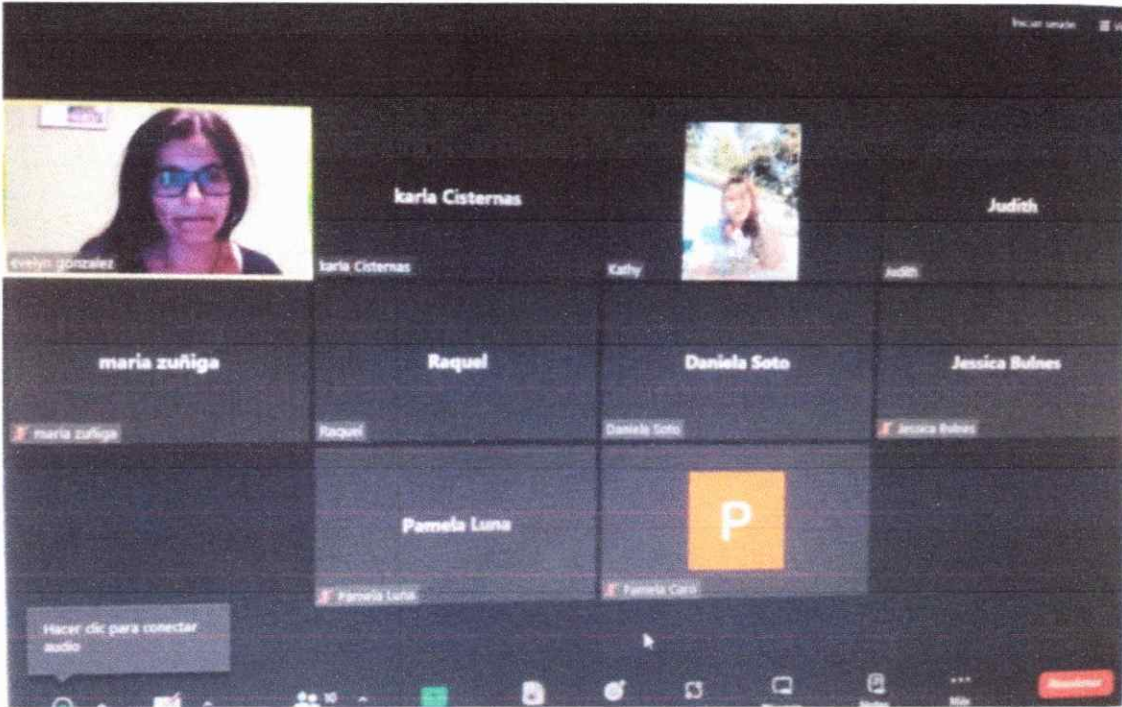 Iniciar sesión
evelyn gonzalez
karla Cisternas
karla Cisternas
Kathy
Judith
Judith
maria zuñiga
maria zuñiga
Raquel
Raquel
Daniela Soto
Daniela Soto
Jessica Bulnes
Jessica Bulnes
Pamela Luna
Pamela Luna
P
Pamela Caro
Hacer clic para conectar
audio
10
Más